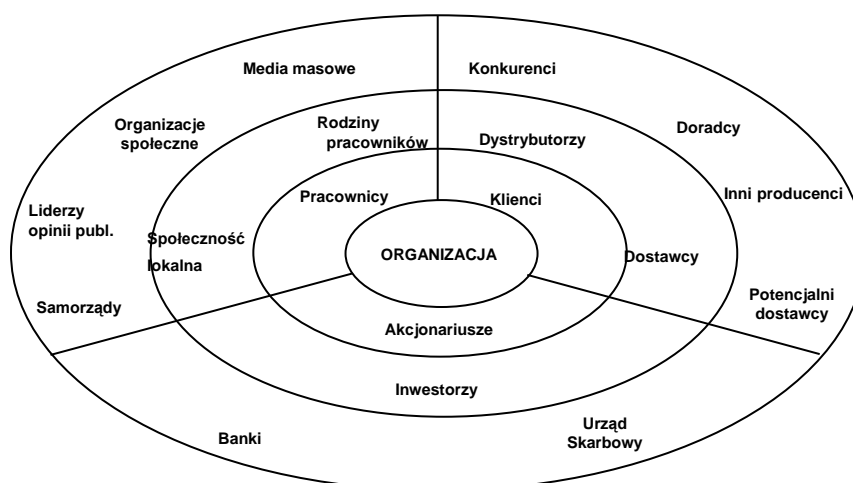 Media masowe
Konkurenci
Organizacje
społeczne
Rodziny
pracowników
Dystrybutorzy
Doradcy
Pracownicy
Klienci
Inni producenci
Liderzy
opinii publ.
Społeczność
lokalna
ORGANIZACJA
Dostawcy
Samorządy
Potencjalni
dostawcy
Akcjonariusze
Inwestorzy
Banki
Urząd
Skarbowy